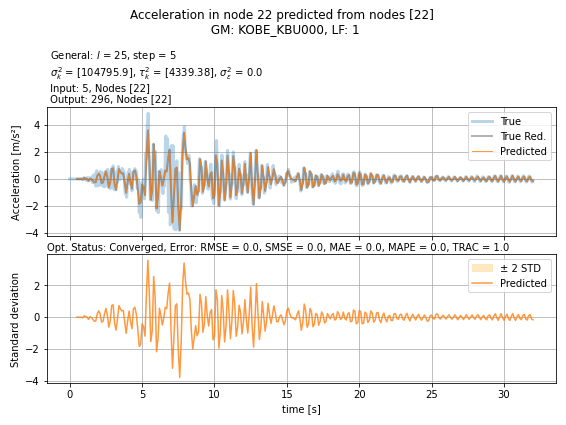 Acceleration in node 22 predicted from nodes [22]
GM: KOBE_KBU000, LF: 1
General: l = 25, step = 5
σ²ₖ = [104795.9], τ²ₖ = [4339.38], σ²ε = 0.0
Input: 5, Nodes [22]
Output: 296, Nodes [22]
Acceleration [m/s²]
4
2
0
−2
−4
True
True Red.
Predicted
Opt. Status: Converged, Error: RMSE = 0.0, SMSE = 0.0, MAE = 0.0, MAPE = 0.0, TRAC = 1.0
Standard deviation
2
0
−2
−4
± 2 STD
Predicted
0 5 10 15 20 25 30
time [s]